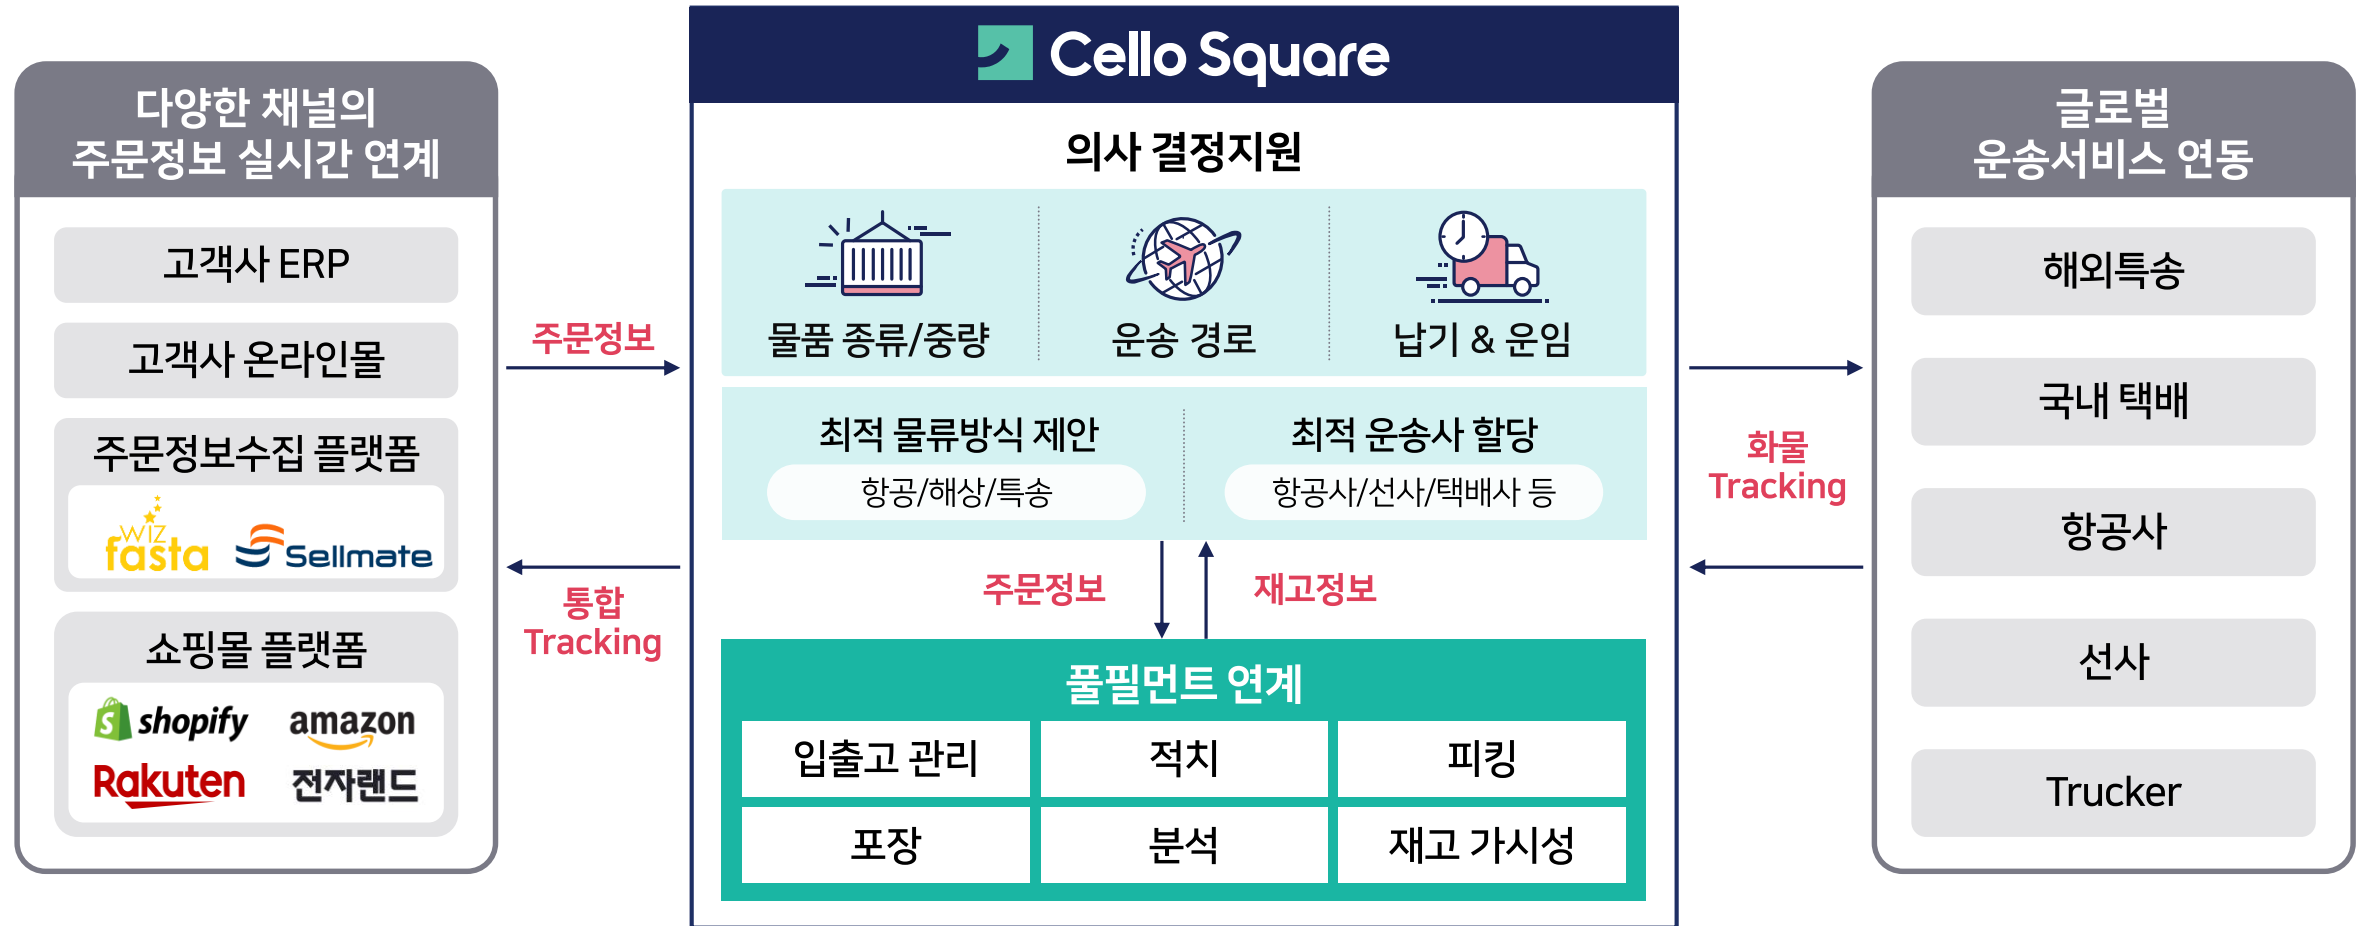 다양한 채널의
주문정보 실시간 연계
고객사 ERP
고객사 온라인몰
주문정보수집 플랫폼
WIZ
fasta
Sellmate
쇼핑몰 플랫폼
shopify
amazon
Rakuten
전자랜드
주문정보
통합
Tracking
Cello Square
의사 결정지원
물품 종류/중량
운송 경로
납기 & 운임
최적 물류방식 제안
항공/해상/특송
최적 운송사 할당
항공사/선사/택배사 등
주문정보
재고정보
풀필먼트 연계
입출고 관리
적치
피킹
포장
분석
재고 가시성
화물
Tracking
글로벌
운송서비스 연동
해외특송
국내 택배
항공사
선사
Trucker